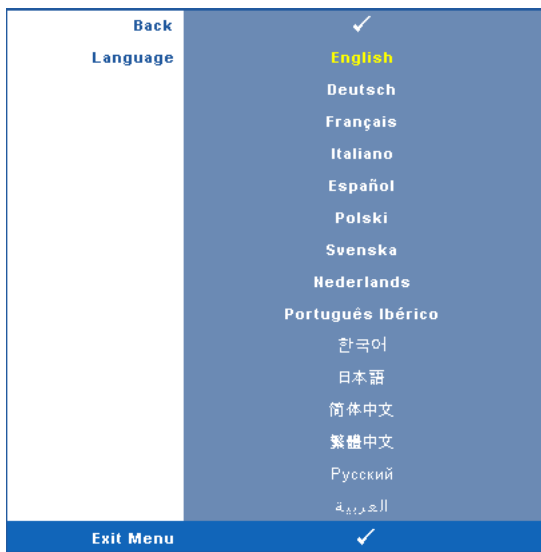 Back ✓
Language English
Deutsch
Français
Italiano
Español
Polski
Svenska
Nederlands
Português Ibérico
한국어
日本語
简体中文
繁體中文
Русский
العربية
Exit Menu ✓